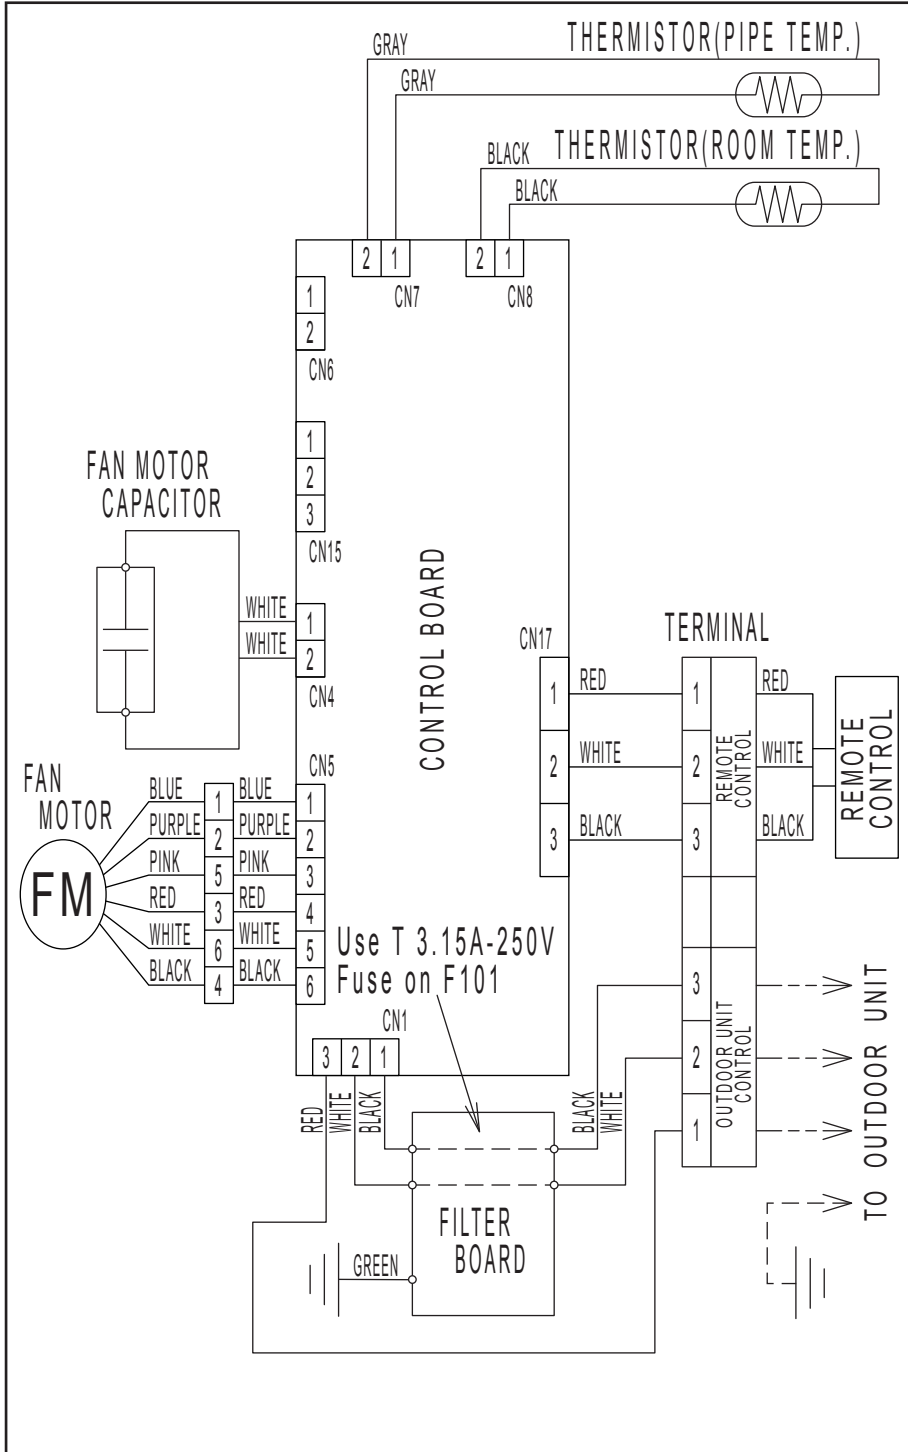 GRAY
THERMISTOR(PIPE TEMP.)
GRAY
BLACK
THERMISTOR(ROOM TEMP.)
BLACK
2 1
CN7
2 1
CN8
1
2
CN6
1
2
3
CN15
FAN MOTOR
CAPACITOR
WHITE
WHITE
1
2
CN4
CONTROL BOARD
CN17
1
2
3
RED
WHITE
BLACK
TERMINAL
1
2
3
REMOTE
CONTROL
RED
WHITE
BLACK
REMOTE
CONTROL
FAN
MOTOR
FM
BLUE
PURPLE
PINK
RED
WHITE
BLACK
1
2
5
3
6
4
BLUE
PURPLE
PINK
RED
WHITE
BLACK
CN5
1
2
3
4
5
6
Use T 3.15A-250V
Fuse on F101
CN1
3 2 1
RED
WHITE
BLACK
BLACK
WHITE
3
2
1
OUTDOOR UNIT
CONTROL
TO OUTDOOR UNIT
FILTER
BOARD
GREEN